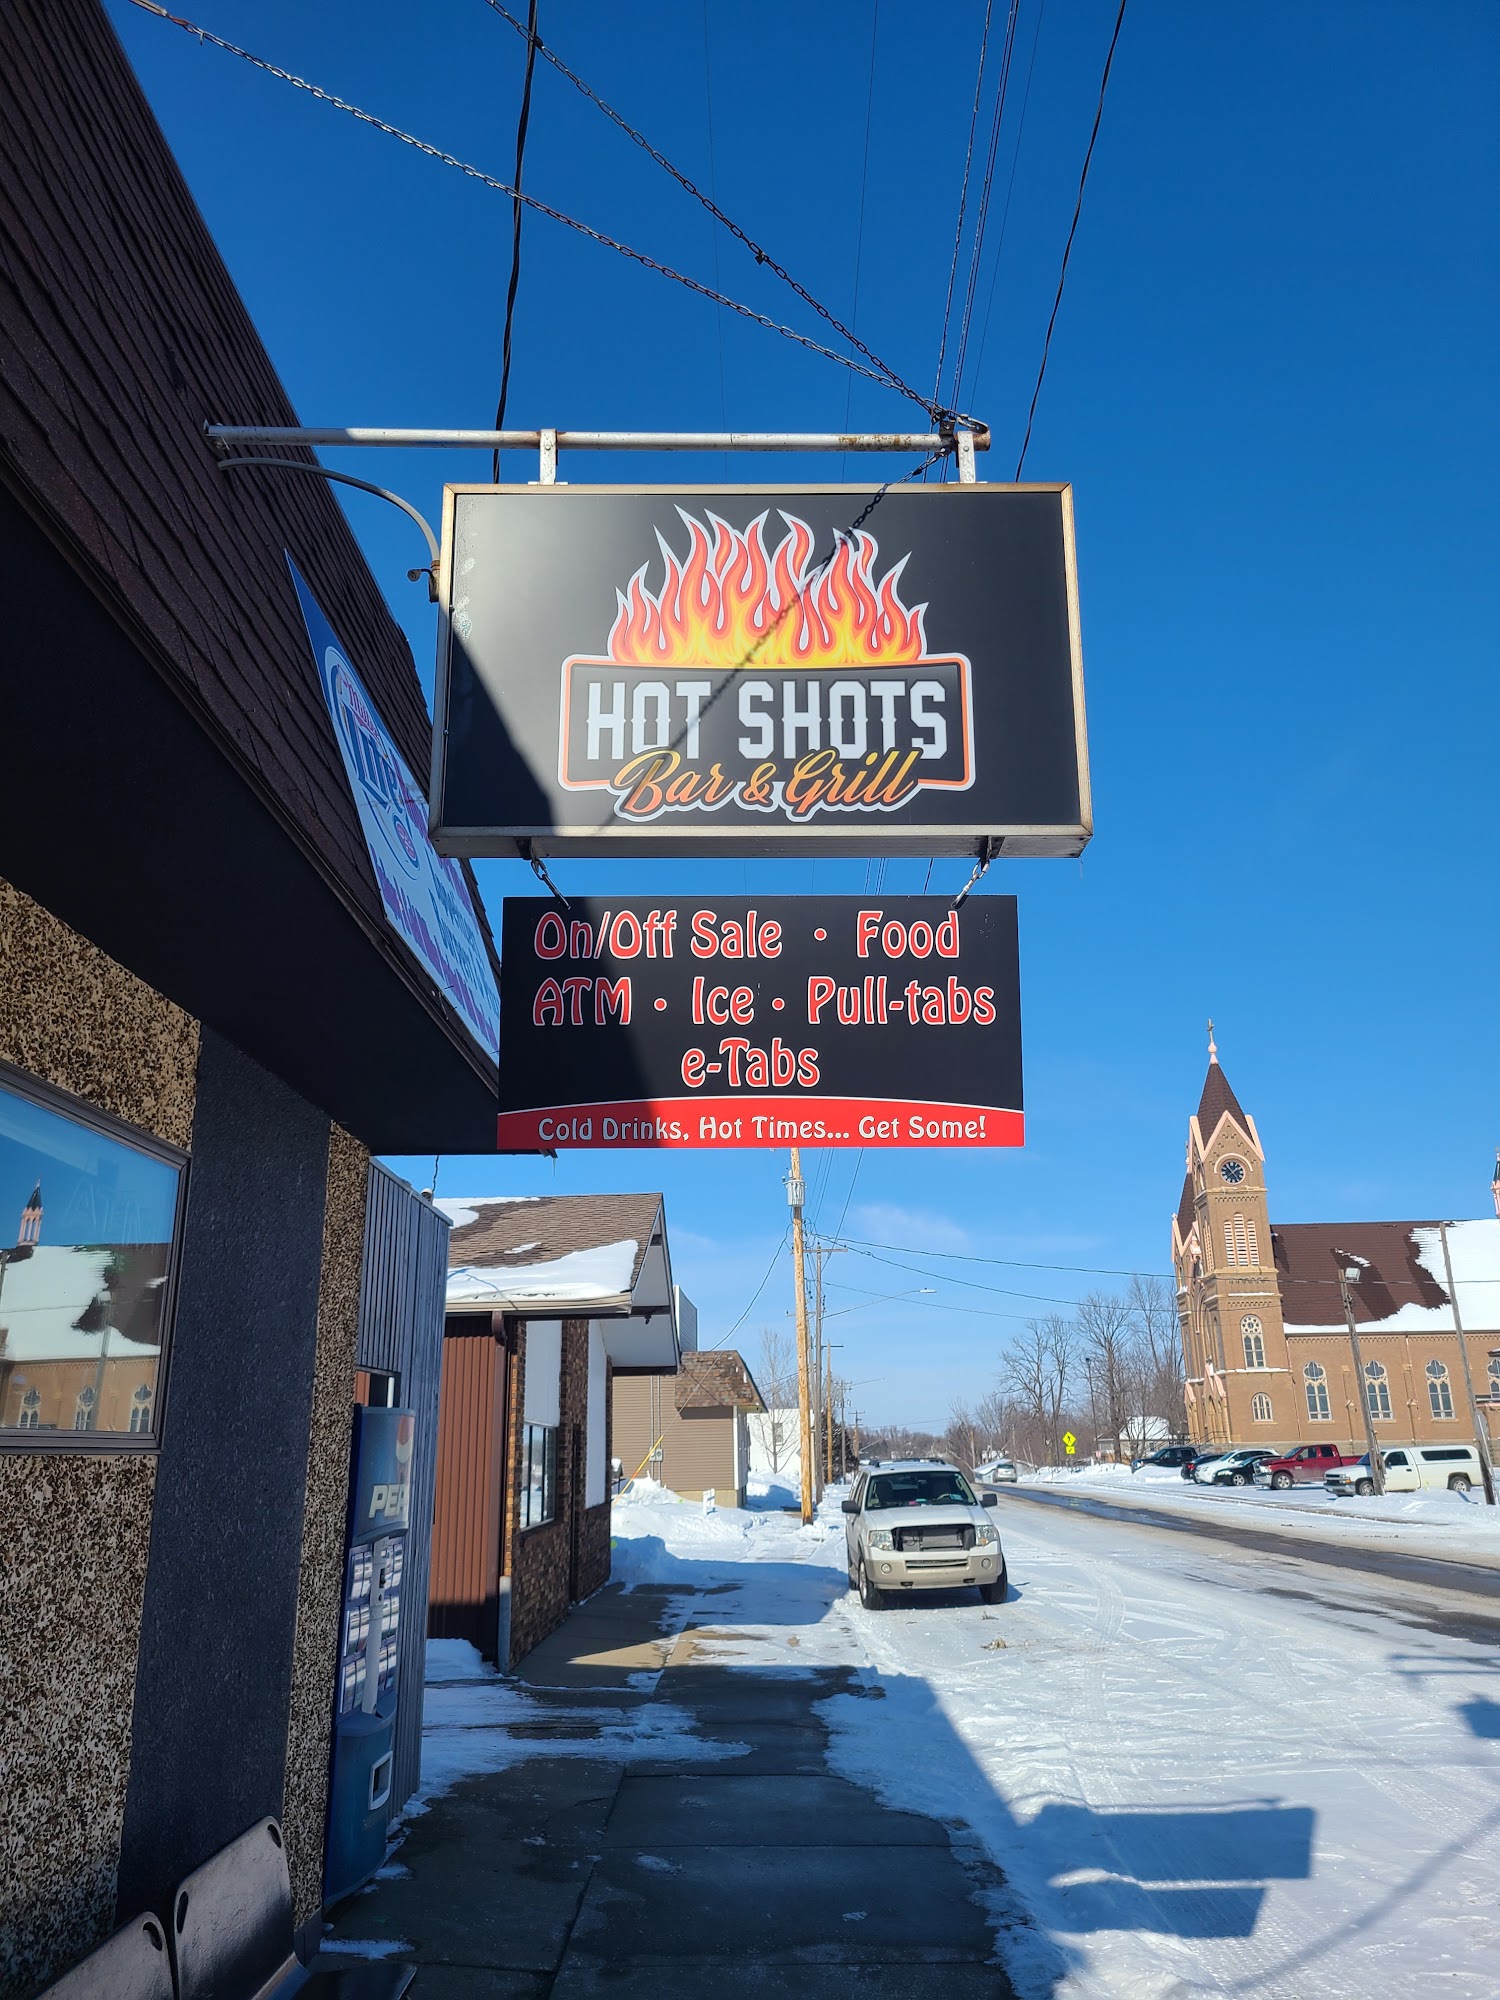 HOT SHOTS
Bar & Grill
On/Off Sale • Food
ATM • Ice • Pull-tabs
e-Tabs
Cold Drinks, Hot Times... Get Some!
Lite